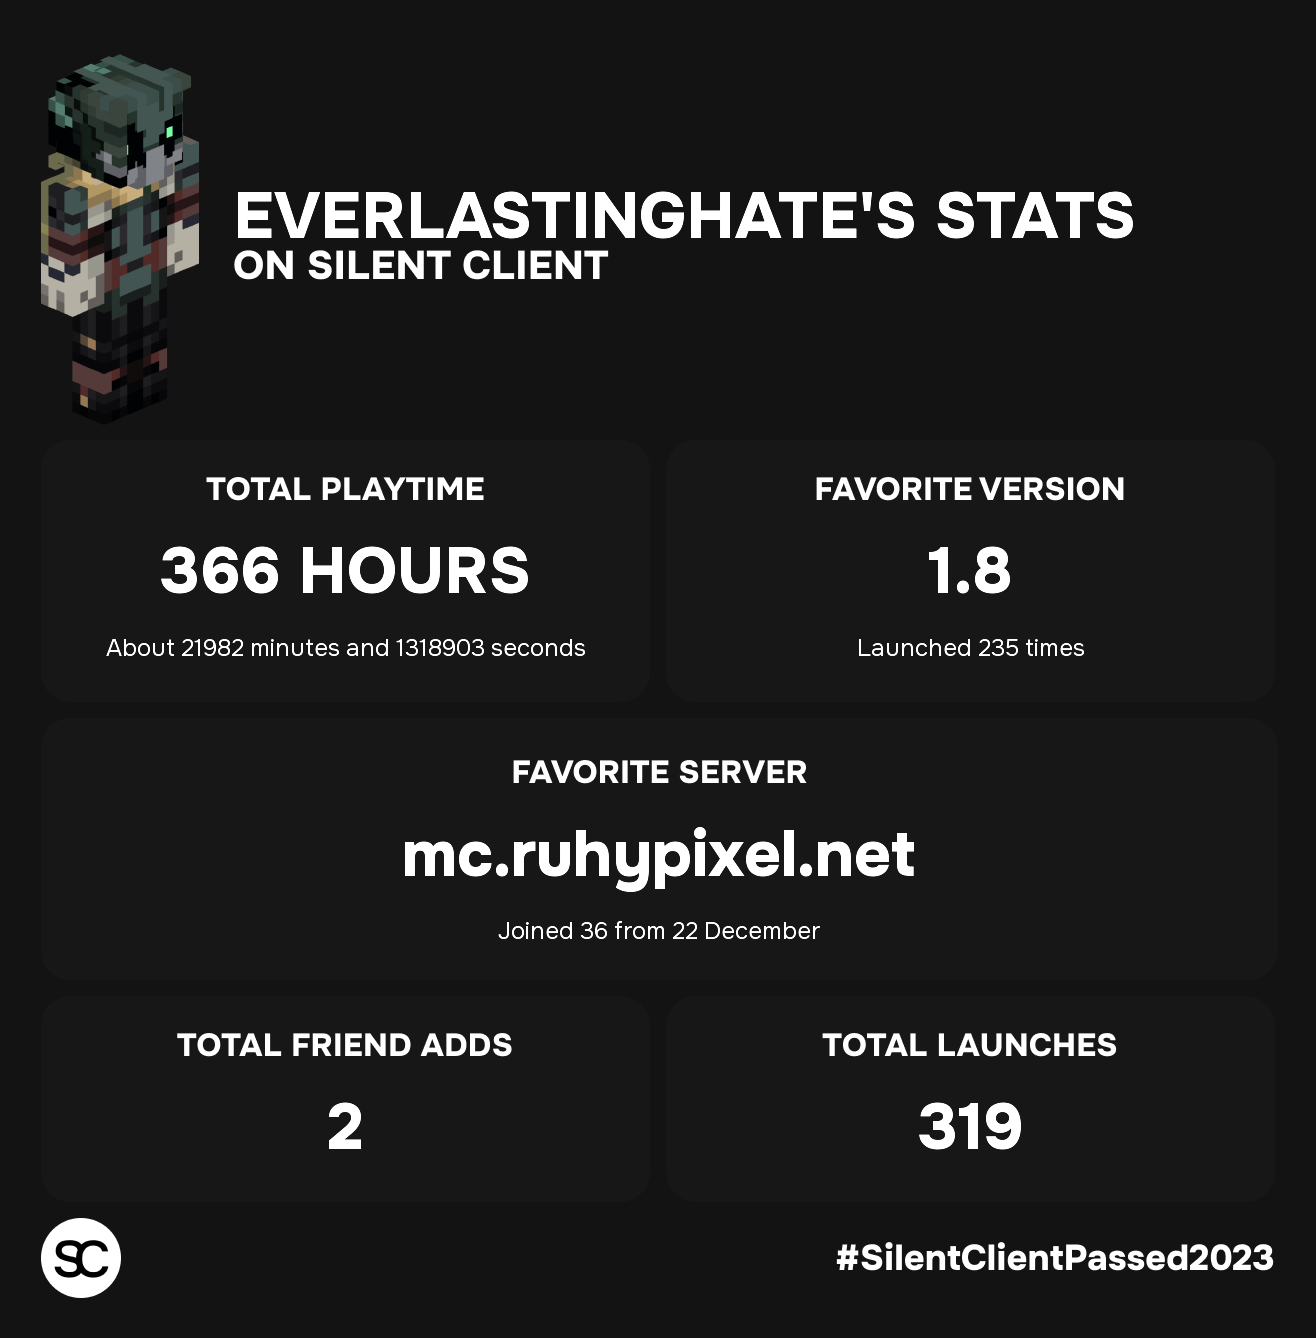 EVERLASTINGHATE'S STATS
ON SILENT CLIENT
TOTAL PLAYTIME
366 HOURS
About 21982 minutes and 1318903 seconds
FAVORITE VERSION
1.8
Launched 235 times
FAVORITE SERVER
mc.ruhypixel.net
Joined 36 from 22 December
TOTAL FRIEND ADDS
2
TOTAL LAUNCHES
319
SC
#SilentClientPassed2023